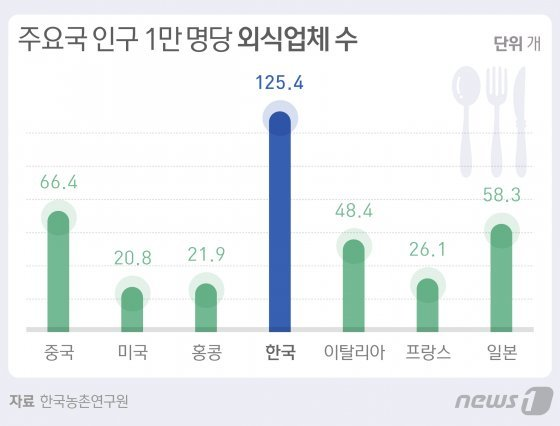 주요국 인구 1만 명당 외식업체 수
단위 개
125.4
66.4
58.3
48.4
26.1
21.9
20.8
중국 미국 홍콩 한국 이탈리아 프랑스 일본
자료 한국농촌연구원
news1